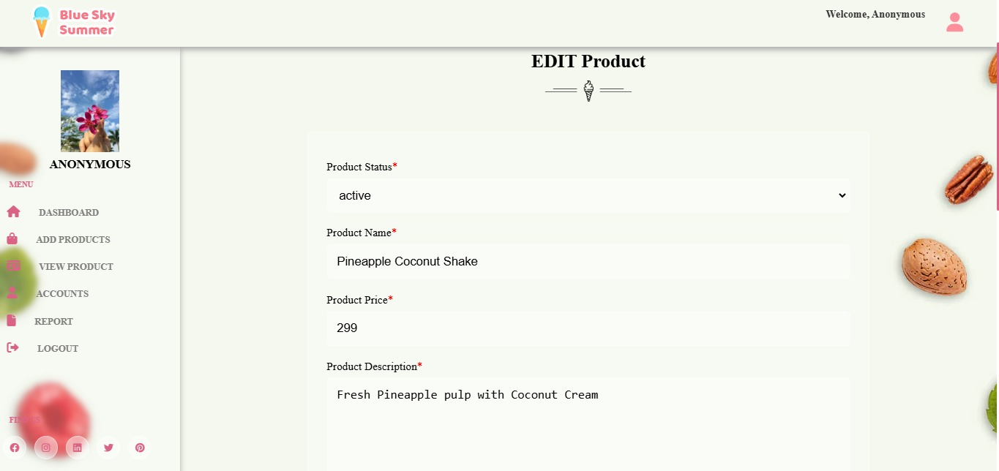 Blue Sky
Summer
Welcome, Anonymous
ANONYMOUS
MENU
DASHBOARD
ADD PRODUCTS
VIEW PRODUCT
ACCOUNTS
REPORT
LOGOUT
EDIT Product
Product Status*
active
Product Name*
Pineapple Coconut Shake
Product Price*
299
Product Description*
Fresh Pineapple pulp with Coconut Cream